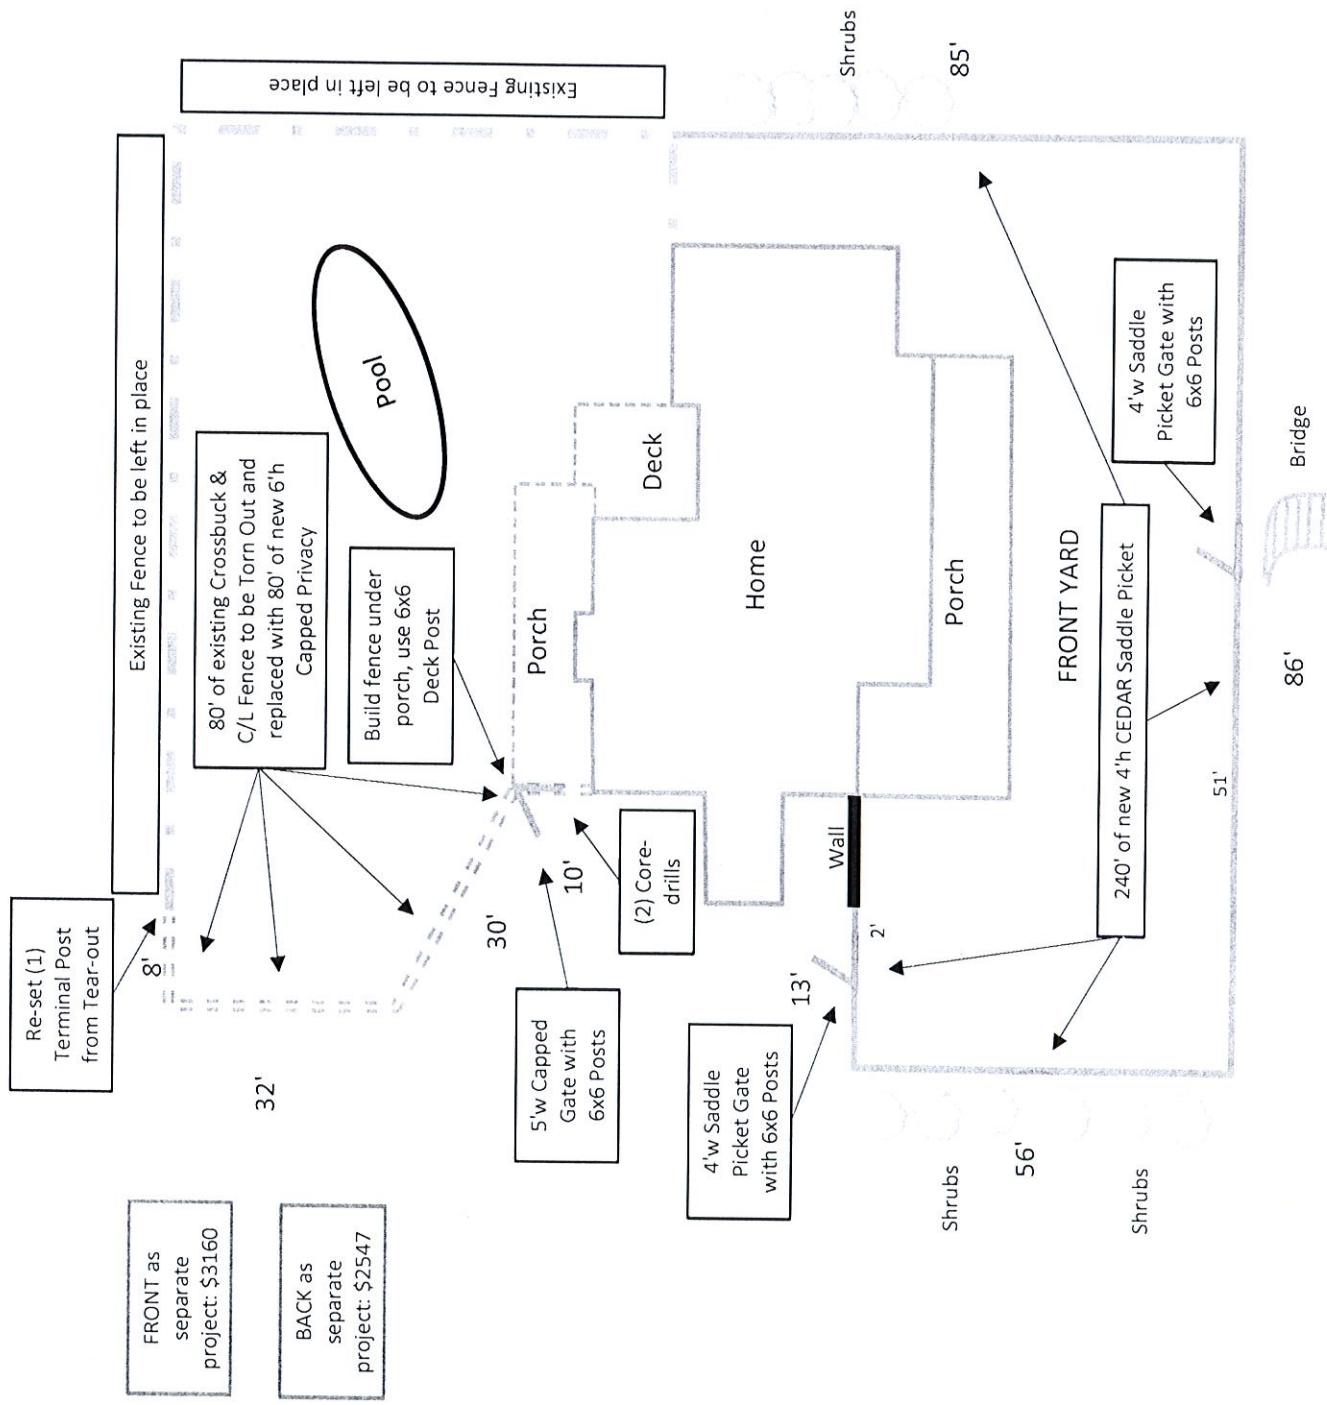 Existing Fence to be left in place
Existing Fence to be left in place
Re-set (1)
Terminal Post
from Tear-out
8'
80' of existing Crossbuck &
C/L Fence to be Torn Out and
replaced with 80' of new 6'h
Capped Privacy
Pool
32'
FRONT as
separate
project: $3160
BACK as
separate
project: $2547
Build fence under
porch, use 6x6
Deck Post
30'
10'
5'w Capped
Gate with
6x6 Posts
(2) Core-
drills
Porch
Deck
Home
Wall
Porch
2'
13'
4'w Saddle
Picket Gate
with 6x6 Posts
Shrubs
85'
Shrubs
56'
Shrubs
FRONT YARD
240' of new 4'h CEDAR Saddle Picket
4'w Saddle
Picket Gate with
6x6 Posts
51'
86'
Bridge